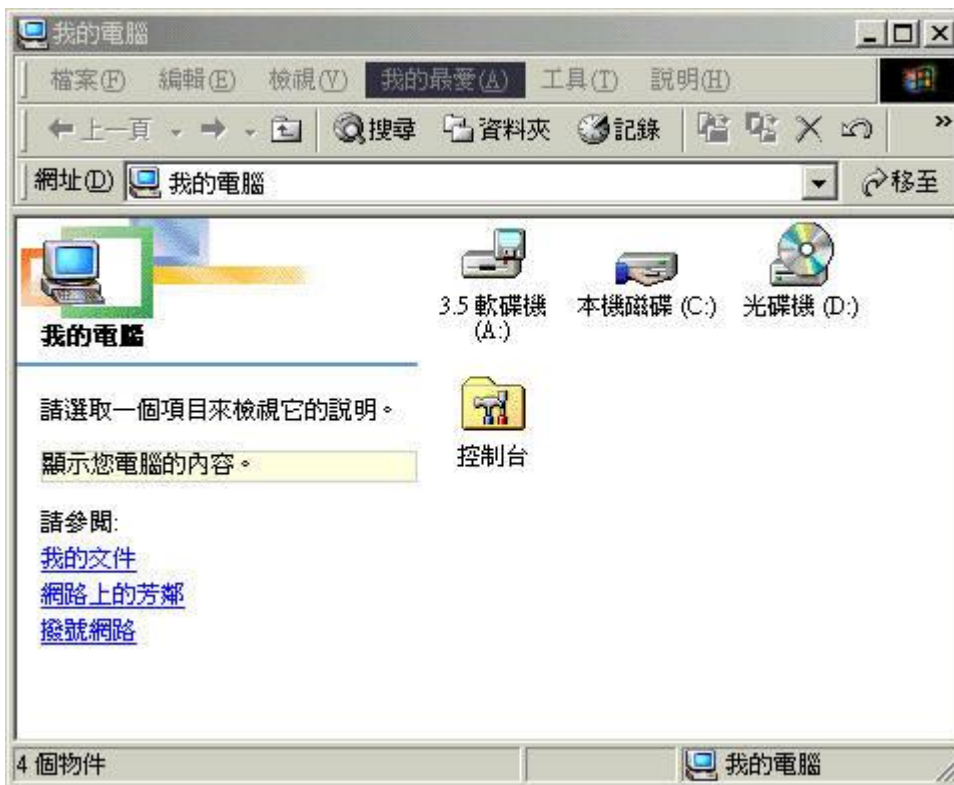 我的電腦
檔案(F) 編輯(E) 檢視(V) 我的最愛(A) 工具(T) 說明(H)
上一頁 搜尋 資料夾 記錄 »
網址(D) 我的電腦 移至
我的電腦
3.5 軟碟機 (A:)
本機磁碟 (C:)
光碟機 (D:)
請選取一個項目來檢視它的說明。
顯示您電腦的內容。
控制台
請參閱:
我的文件
網路上的芳鄰
撥號網路
4 個物件 我的電腦